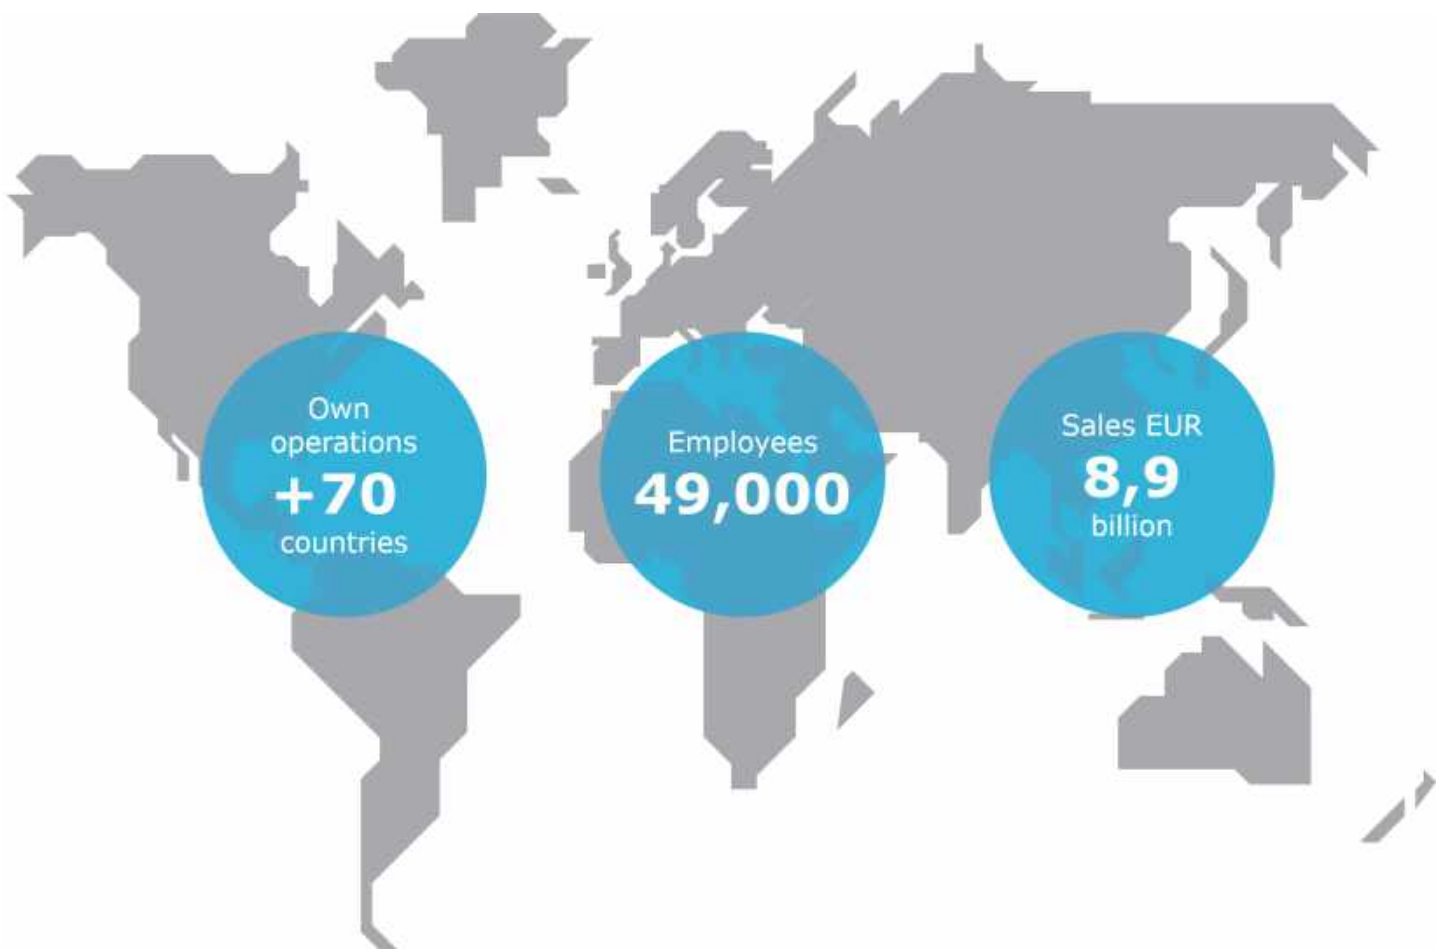 Own
operations
+70
countries
Employees
49,000
Sales EUR
8,9
billion